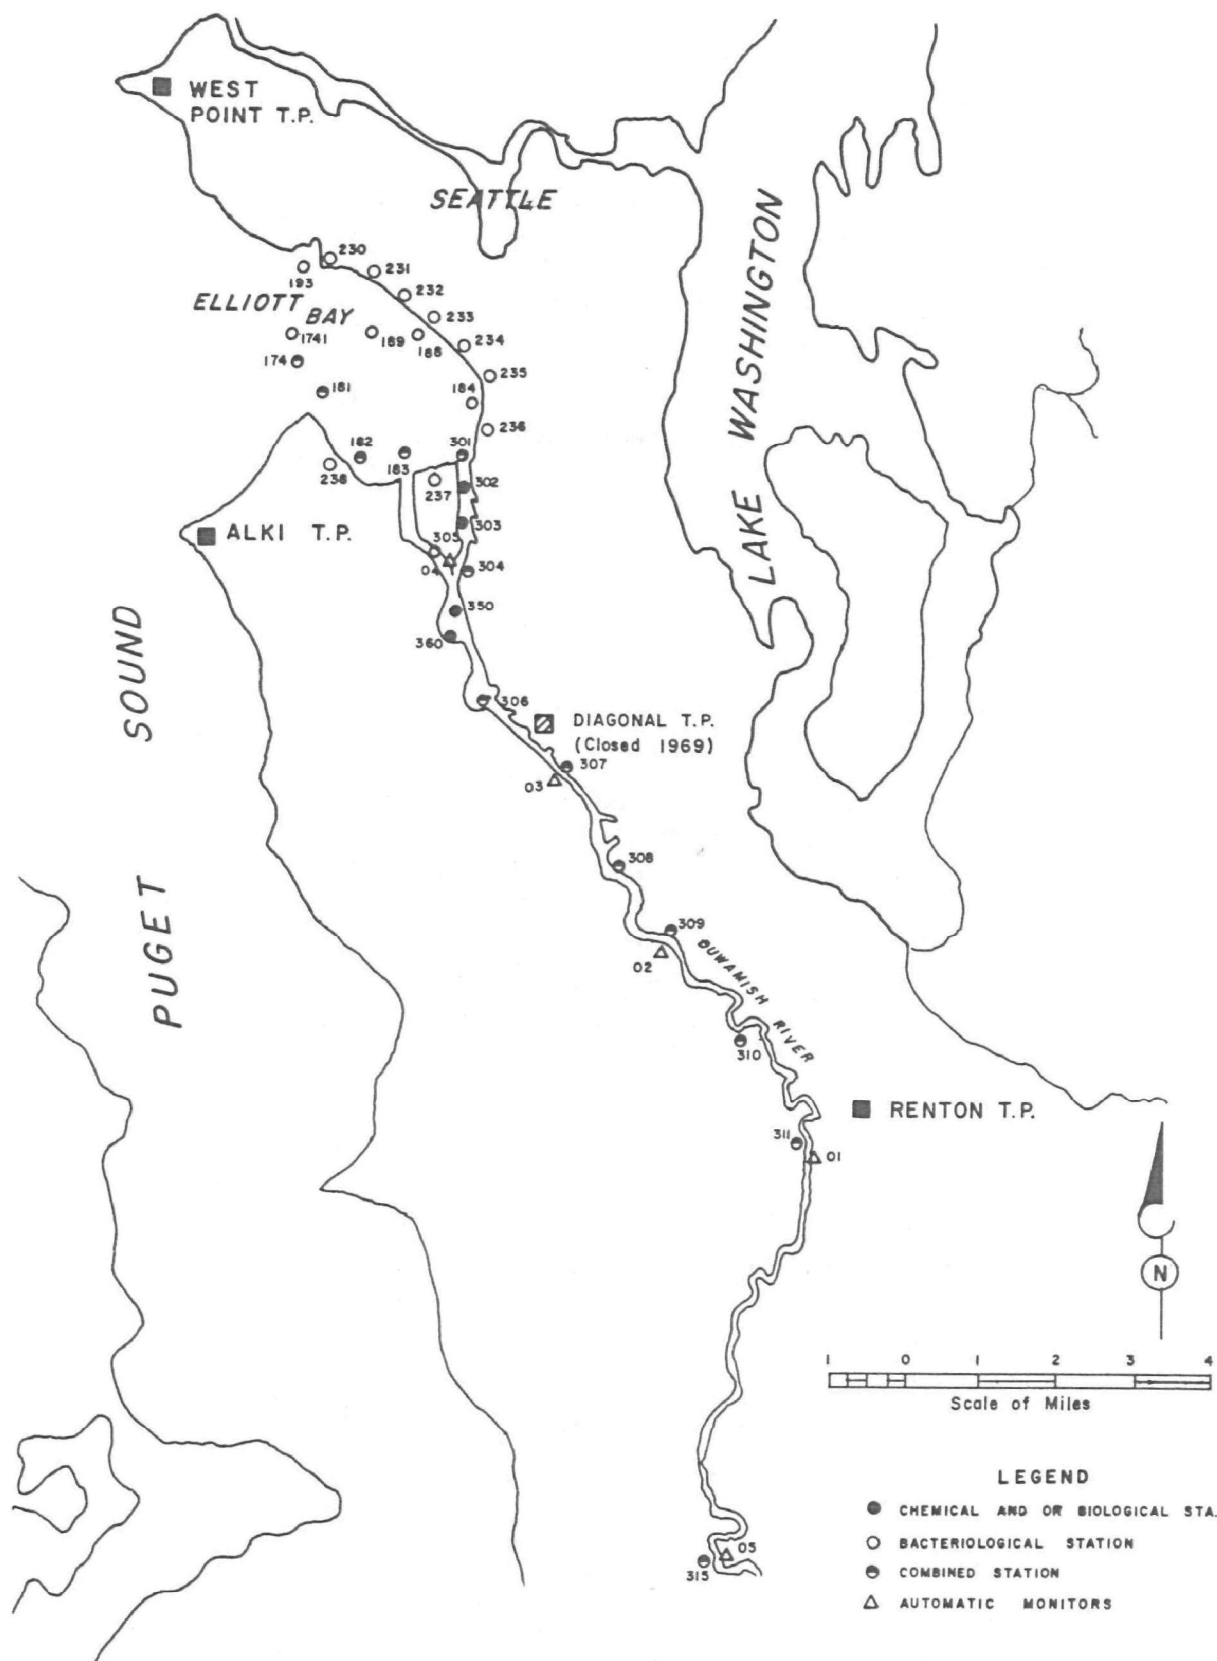 WEST
POINT T.P.
SEATTLE
230
231
193
232
ELLIOTT
BAY
233
1741
189
188
234
174
235
181
184
236
182
183
301
238
237
302
303
ALKI T.P.
305
04
304
350
360
306
DIAGONAL T.P.
(Closed 1969)
307
03
308
309
02
DUWAMISH RIVER
310
LAKE WASHINGTON
PUGET SOUND
RENTON T.P.
311
01
N
1 0 1 2 3 4
Scale of Miles
LEGEND
CHEMICAL AND OR BIOLOGICAL STA.
BACTERIOLOGICAL STATION
COMBINED STATION
AUTOMATIC MONITORS
05
315